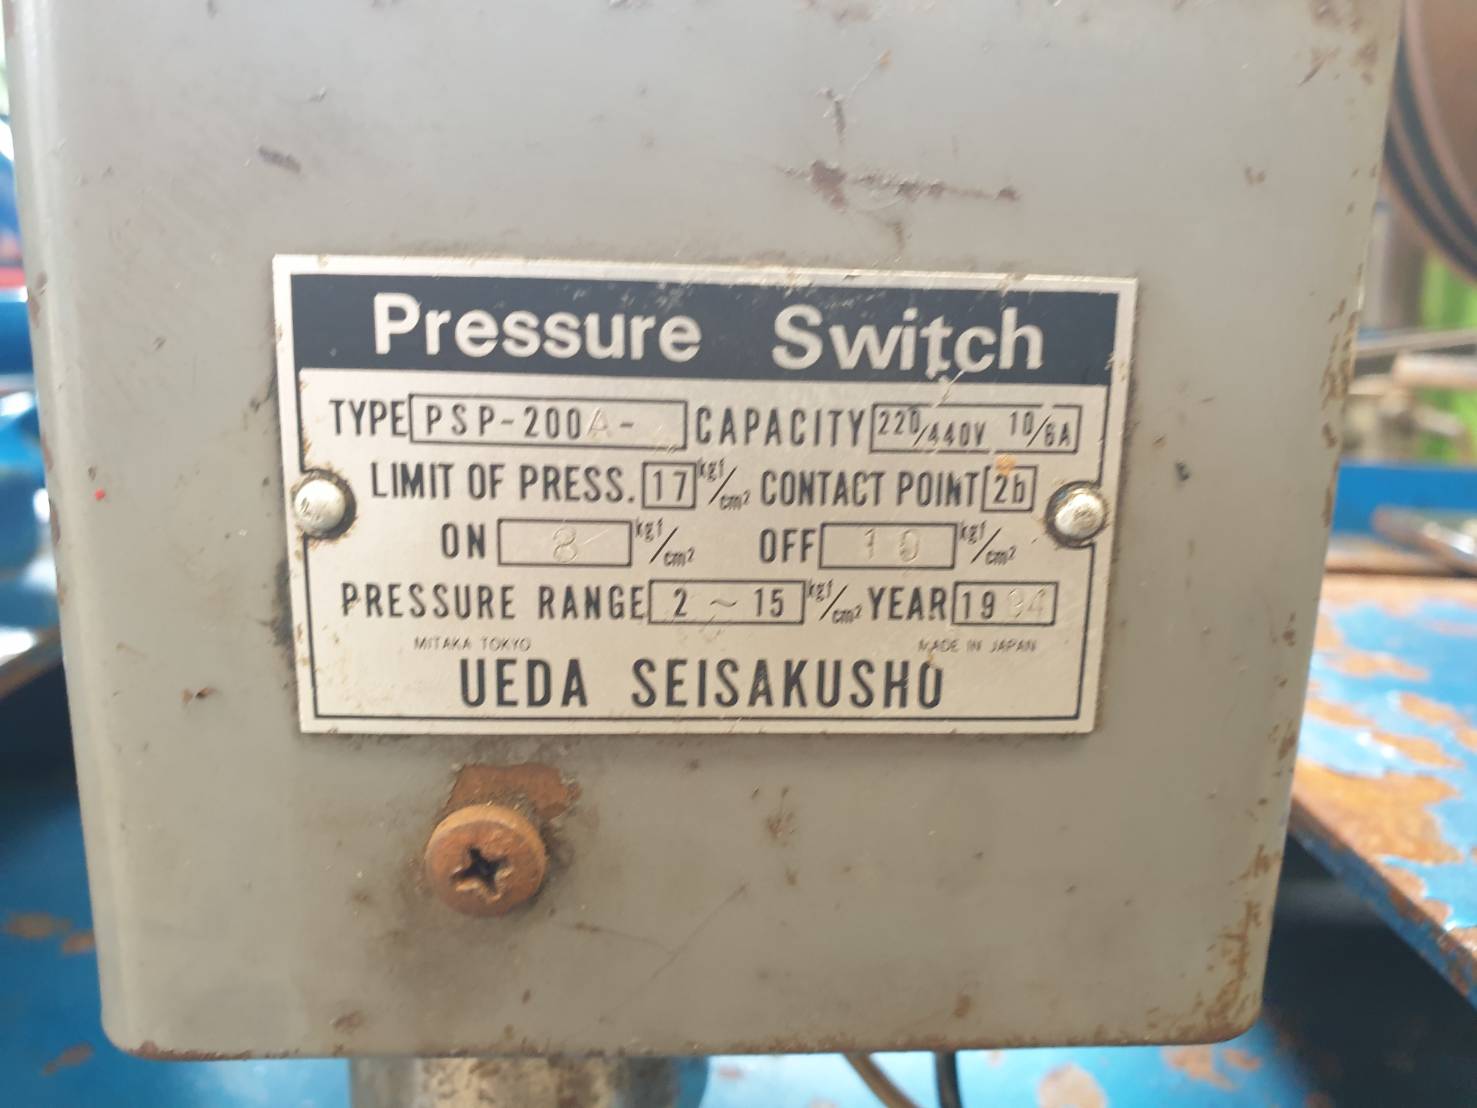 Pressure Switch
TYPE PSP-200A- CAPACITY 220/440V 10/6A
LIMIT OF PRESS. 17 kgf/cm² CONTACT POINT 2b
ON 8 kgf/cm² OFF 10 kgf/cm²
PRESSURE RANGE 2 ~ 15 kgf/cm² YEAR 1994
MITAKA TOKYO MADE IN JAPAN
UEDA SEISAKUSHO